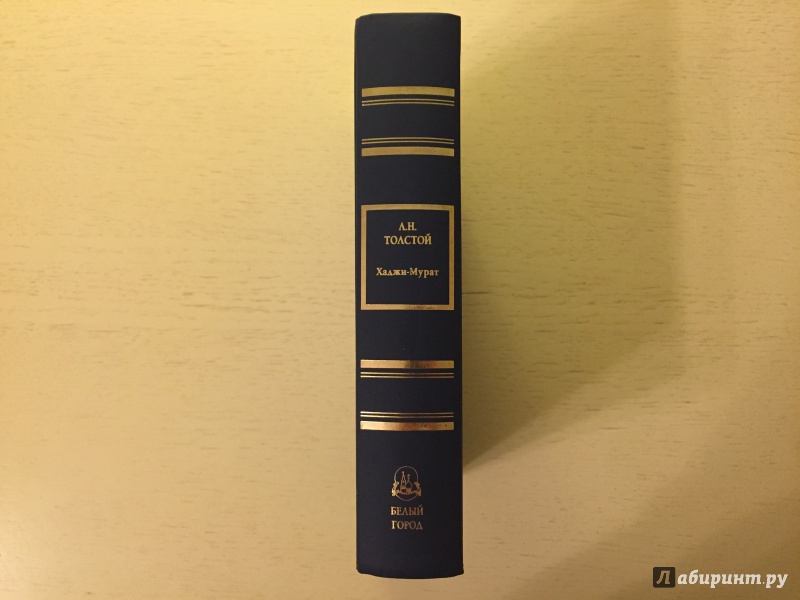 Л.Н.
ТОЛСТОЙ
Хаджи-Мурат
БЕЛЫЙ
ГОРОД
Лабиринт.ру